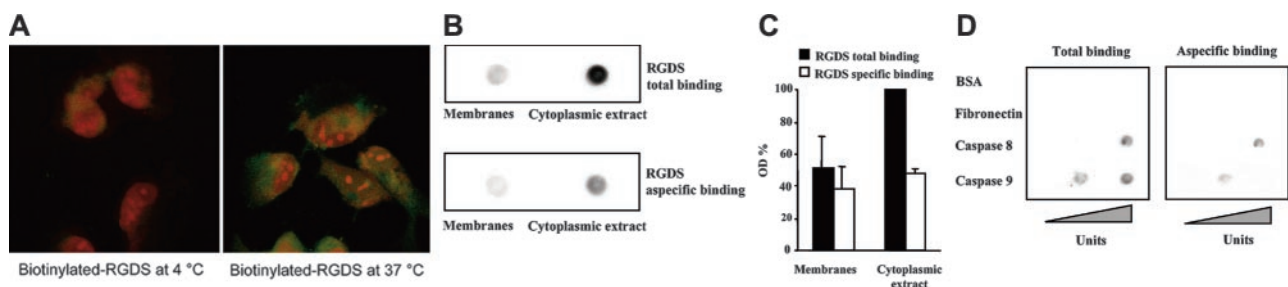 A
Biotinylated-RGDS at 4 °C
Biotinylated-RGDS at 37 °C
B
RGDS
total binding
Membranes
Cytoplasmic extract
RGDS
aspecific binding
Membranes
Cytoplasmic extract
C
RGDS total binding
RGDS specific binding
OD %
100
80
60
40
20
0
Membranes
Cytoplasmic
extract
D
Total binding
Aspecific binding
BSA
Fibronectin
Caspase 8
Caspase 9
Units
Units